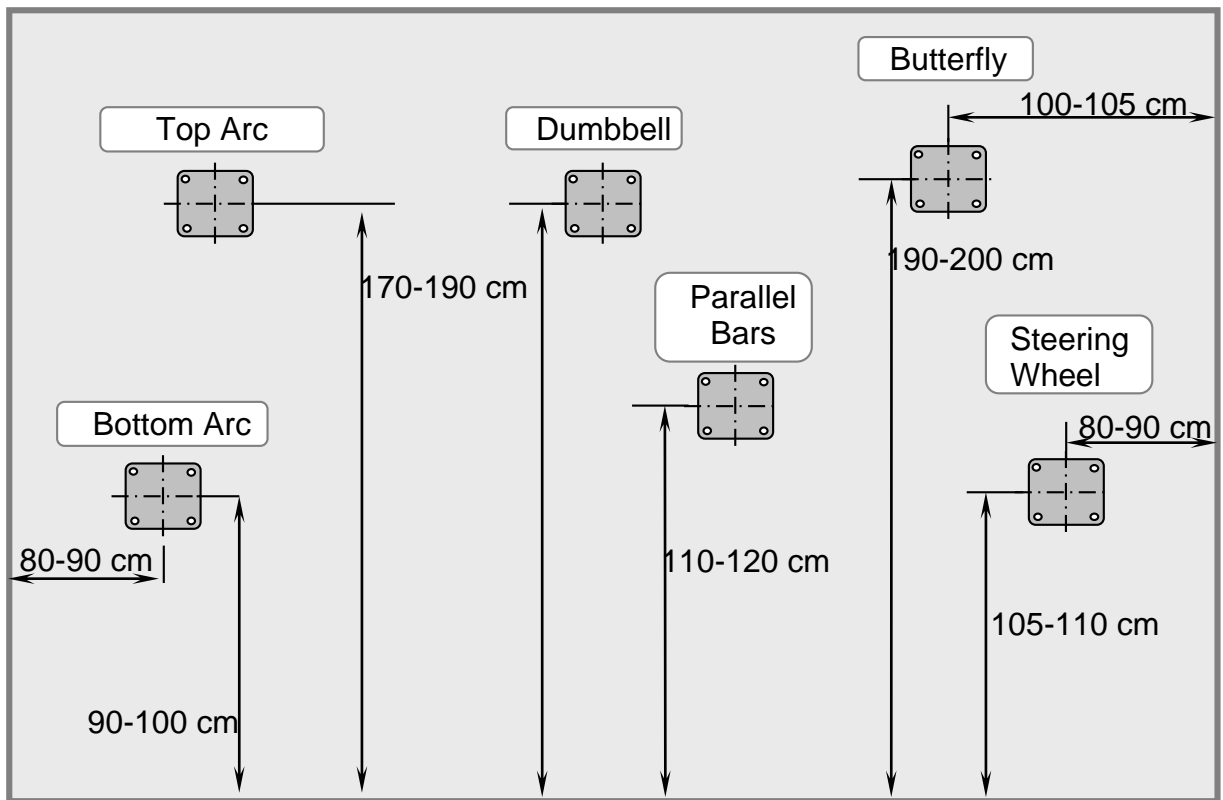 Butterfly
100-105 cm
Top Arc
Dumbbell
190-200 cm
170-190 cm
Parallel
Bars
Steering
Wheel
Bottom Arc
80-90 cm
80-90 cm
110-120 cm
105-110 cm
90-100 cm